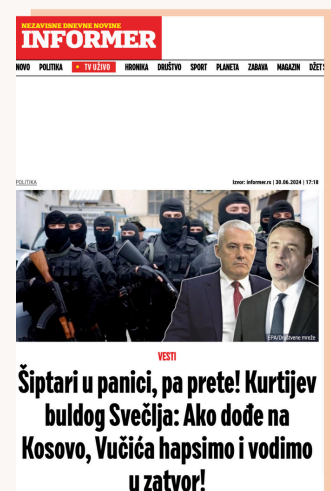 NEZAVISNE DNEVNE NOVINE
INFORMER
NOVO POLITIKA • TV UŽIVO HRONIKA DRUŠTVO SPORT PLANETA ZABAVA MAGAZIN DŽET
POLITIKA
Izvor: informer.rs | 30.06.2024 | 17:18
EPA/Društvene mreže
VESTI
Šiptari u panici, pa prete! Kurtijev
buldog Svečlja: Ako dođe na
Kosovo, Vučića hapsimo i vodimo
u zatvor!